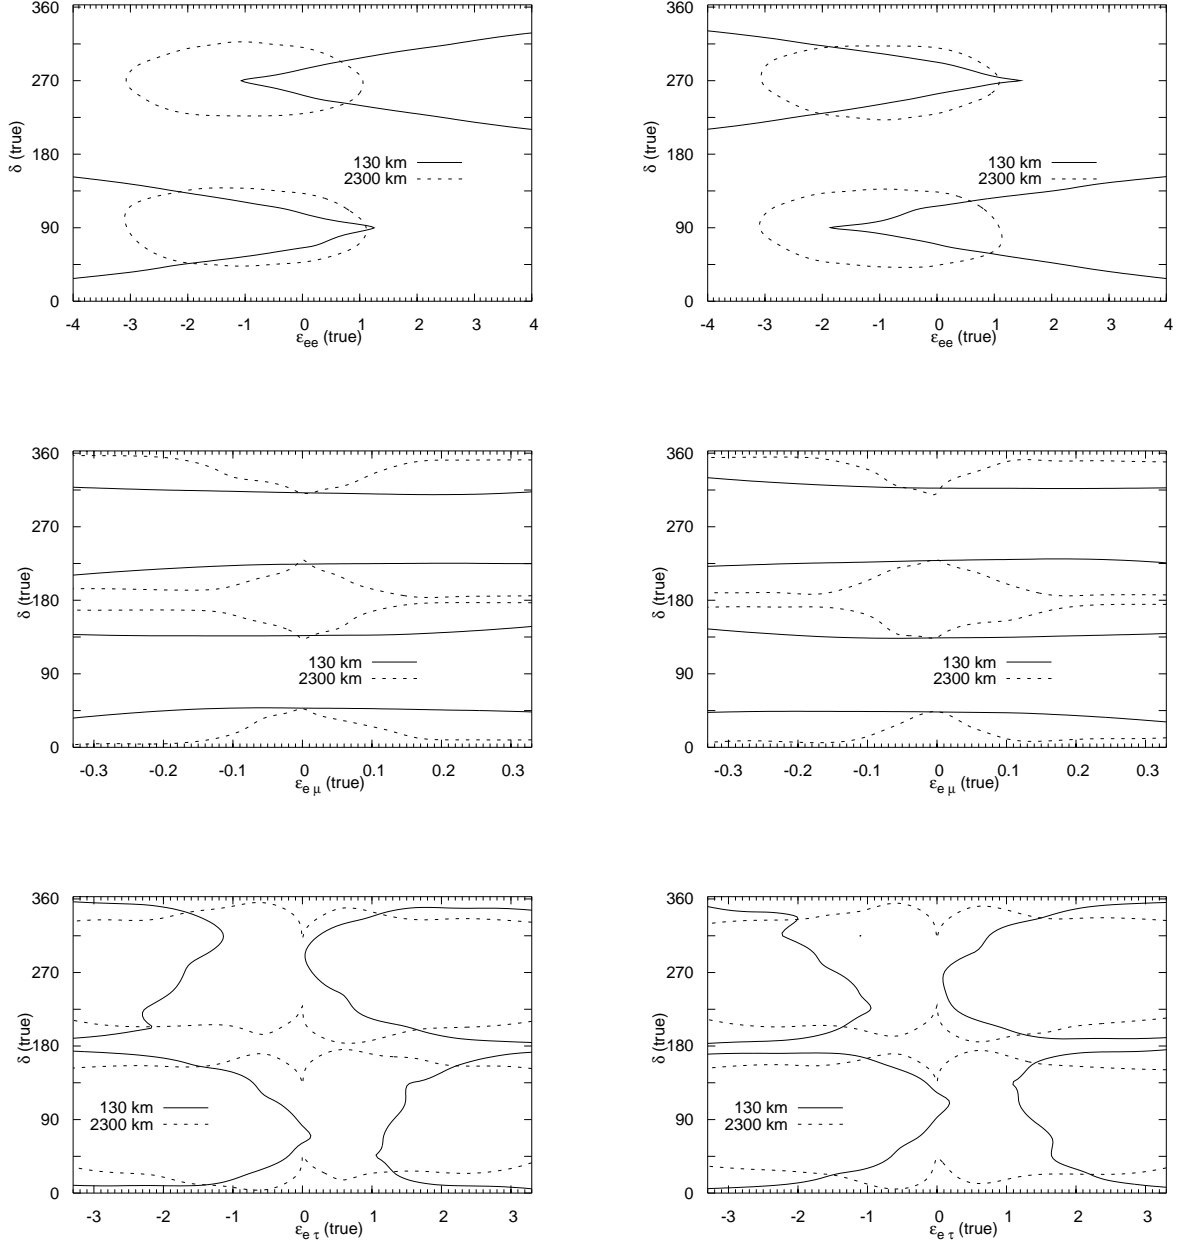 360
270
180
90
0
δ (true)
130 km
2300 km
-4 -3 -2 -1 0 1 2 3 4
εee (true)
360
270
180
90
0
δ (true)
130 km
2300 km
-4 -3 -2 -1 0 1 2 3 4
εee (true)
360
270
180
90
0
δ (true)
130 km
2300 km
-0.3 -0.2 -0.1 0 0.1 0.2 0.3
εe μ (true)
360
270
180
90
0
δ (true)
130 km
2300 km
-0.3 -0.2 -0.1 0 0.1 0.2 0.3
εe μ (true)
360
270
180
90
0
δ (true)
130 km
2300 km
-3 -2 -1 0 1 2 3
εe τ (true)
360
270
180
90
0
δ (true)
130 km
2300 km
-3 -2 -1 0 1 2 3
εe τ (true)